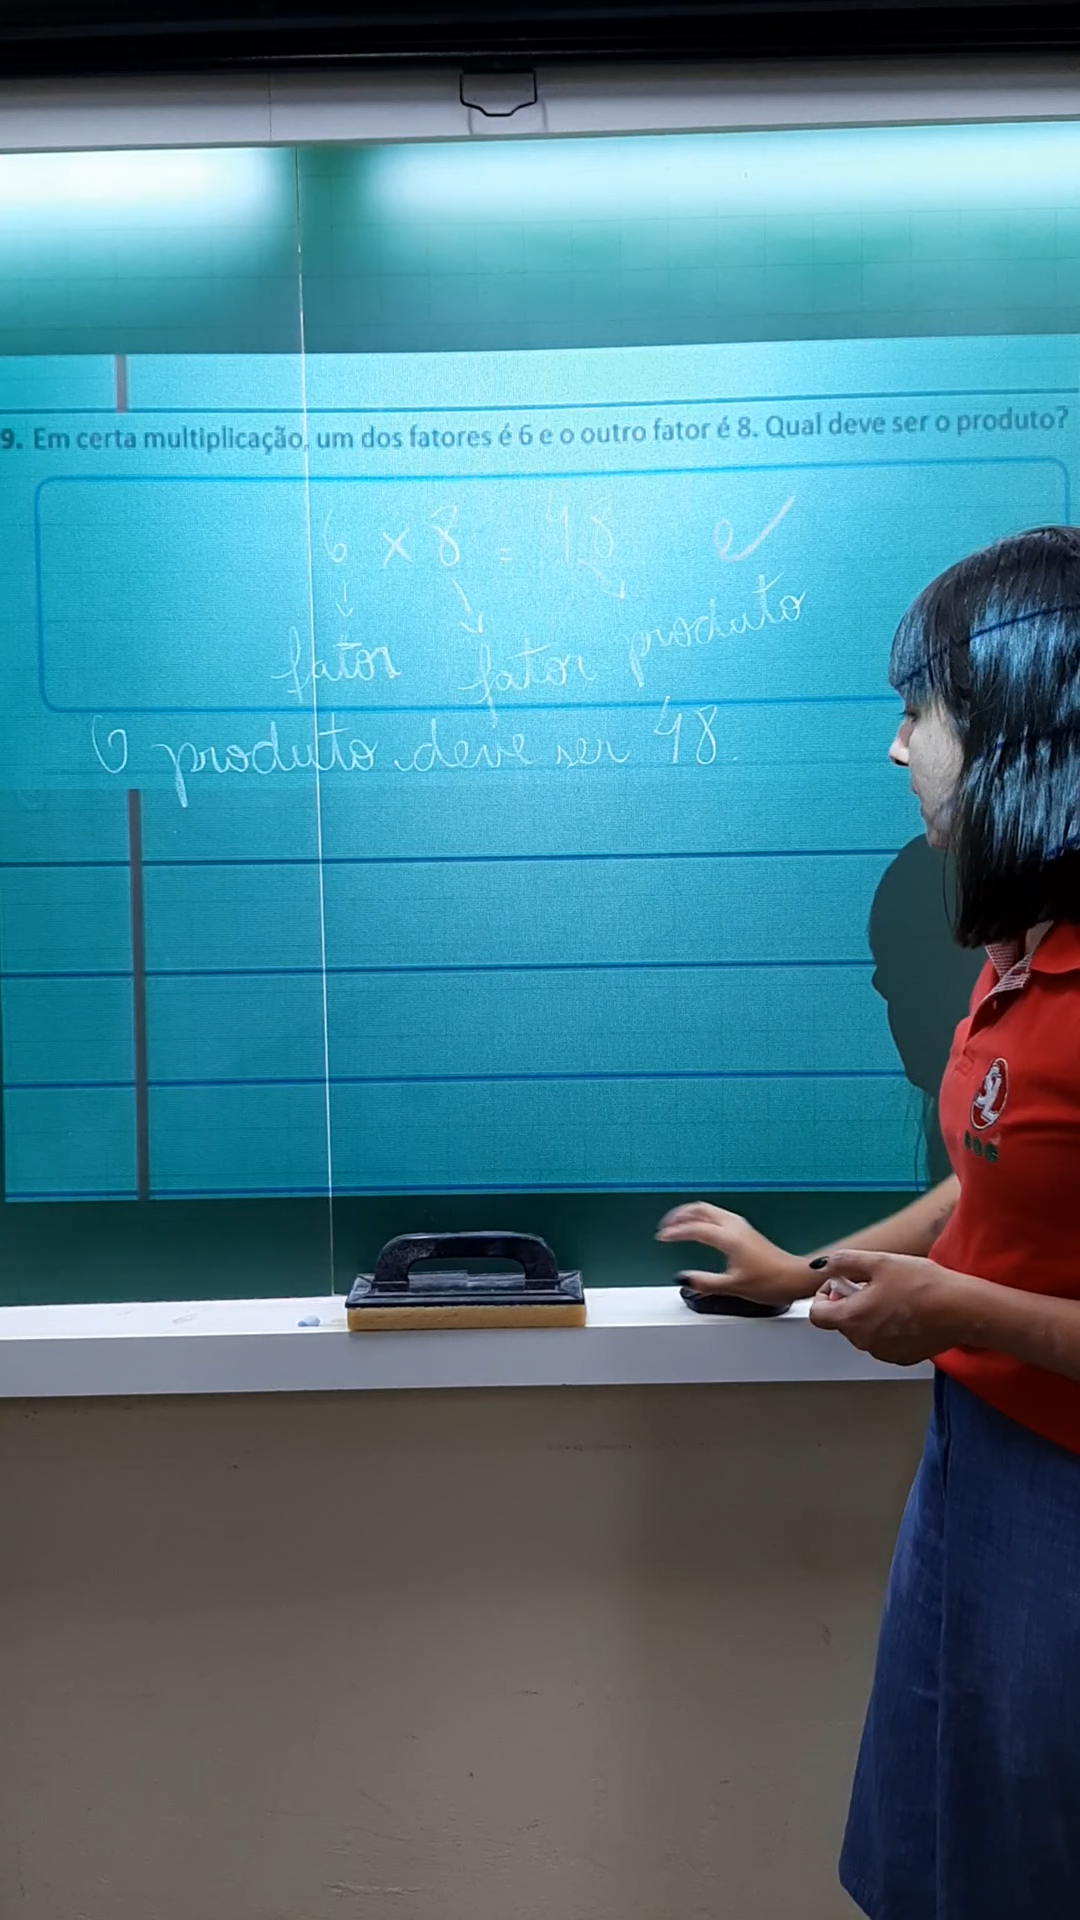 9. Em certa multiplicação, um dos fatores é 6 e o outro fator é 8. Qual deve ser o produto?
6 x 8 = 48
fator fator produto
O produto deve ser 48.